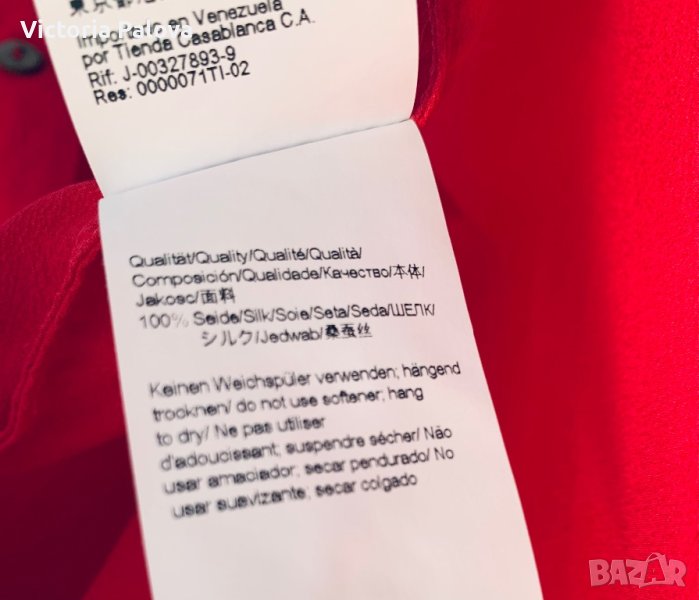 Victoria Palova
東京都
Importado en Venezuela
por Tienda Casablanca C.A.
Rif: J-00327893-9
Res: 0000071TI-02
Qualität/Quality/Qualité/Qualità/
Composición/Qualidade/Качество/本体/
Jakosc/面料
100% Seide/Silk/Soie/Seta/Seda/ШЕЛК/
シルク/Jedwab/桑蚕丝
Keinen Weichspüler verwenden; hängend
trocknen/ do not use softener; hang
to dry/ Ne pas utiliser
d'adoucissant; suspendre sécher/ Não
usar amaciador; secar pendurado/ No
usar suavizante; secar colgado
BAZAR